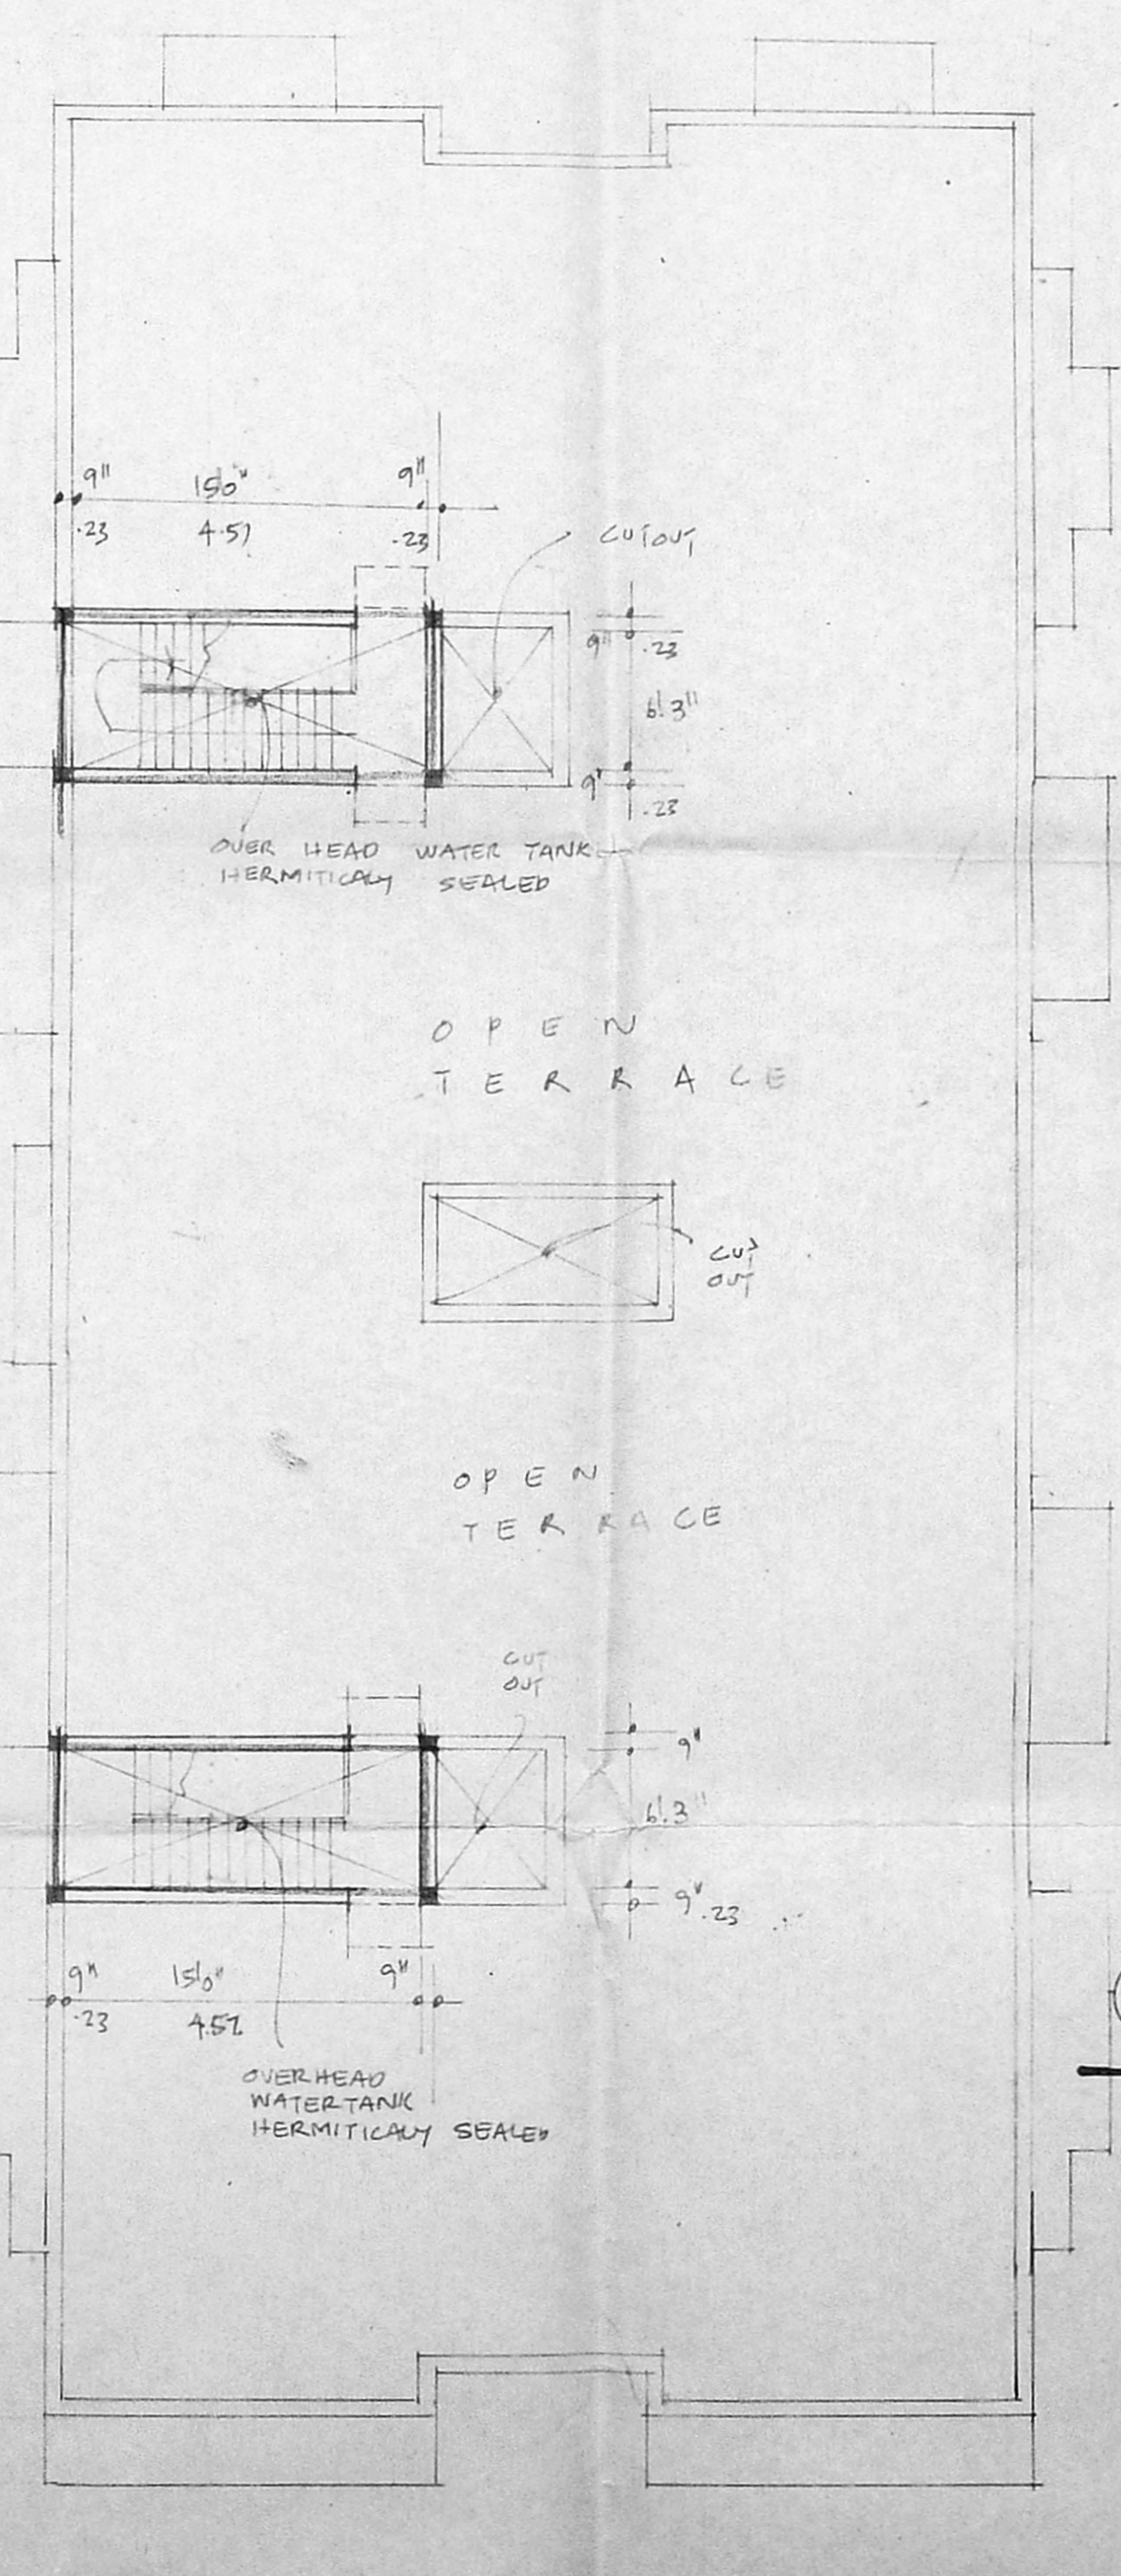 9" 15'0" 9"
.23 4.57 .23
CUTOUT
9" .23
6'.3"
9" .23
OVER HEAD WATER TANK
HERMITICALY SEALED
OPEN
TERRACE
CUT
OUT
OPEN
TERRACE
CUT
OUT
9"
6'.3"
9" .23
9" 15'0" 9"
.23 4.57
OVERHEAD
WATERTANK
HERMITICALY SEALED